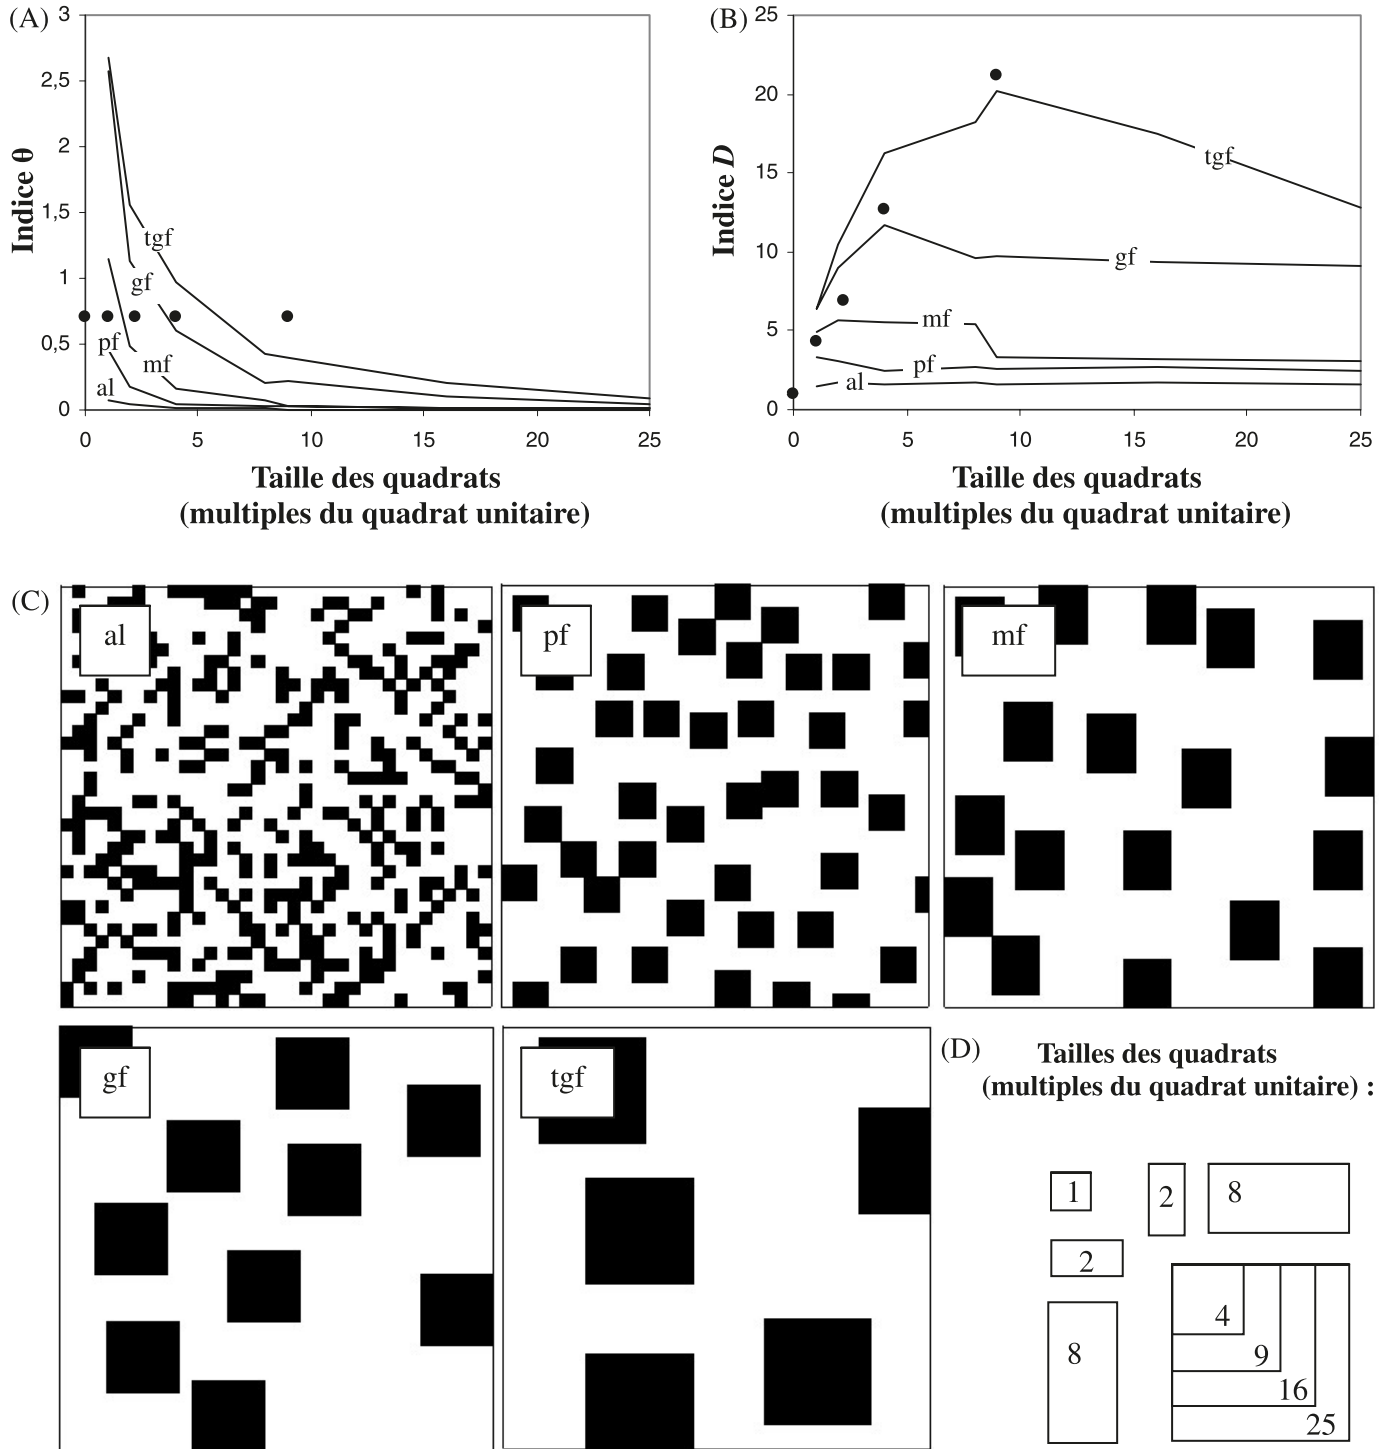 (A)
3
2,5
2
1,5
1
0,5
0
Indice θ
tgf
gf
mf
pf
al
0 5 10 15 20 25
Taille des quadrats
(multiples du quadrat unitaire)
(B)
25
20
15
10
5
0
Indice D
tgf
gf
mf
pf
al
0 5 10 15 20 25
Taille des quadrats
(multiples du quadrat unitaire)
(C)
al
pf
mf
gf
tgf
(D)
Tailles des quadrats
(multiples du quadrat unitaire) :
1
2
8
2
8
4
9
16
25